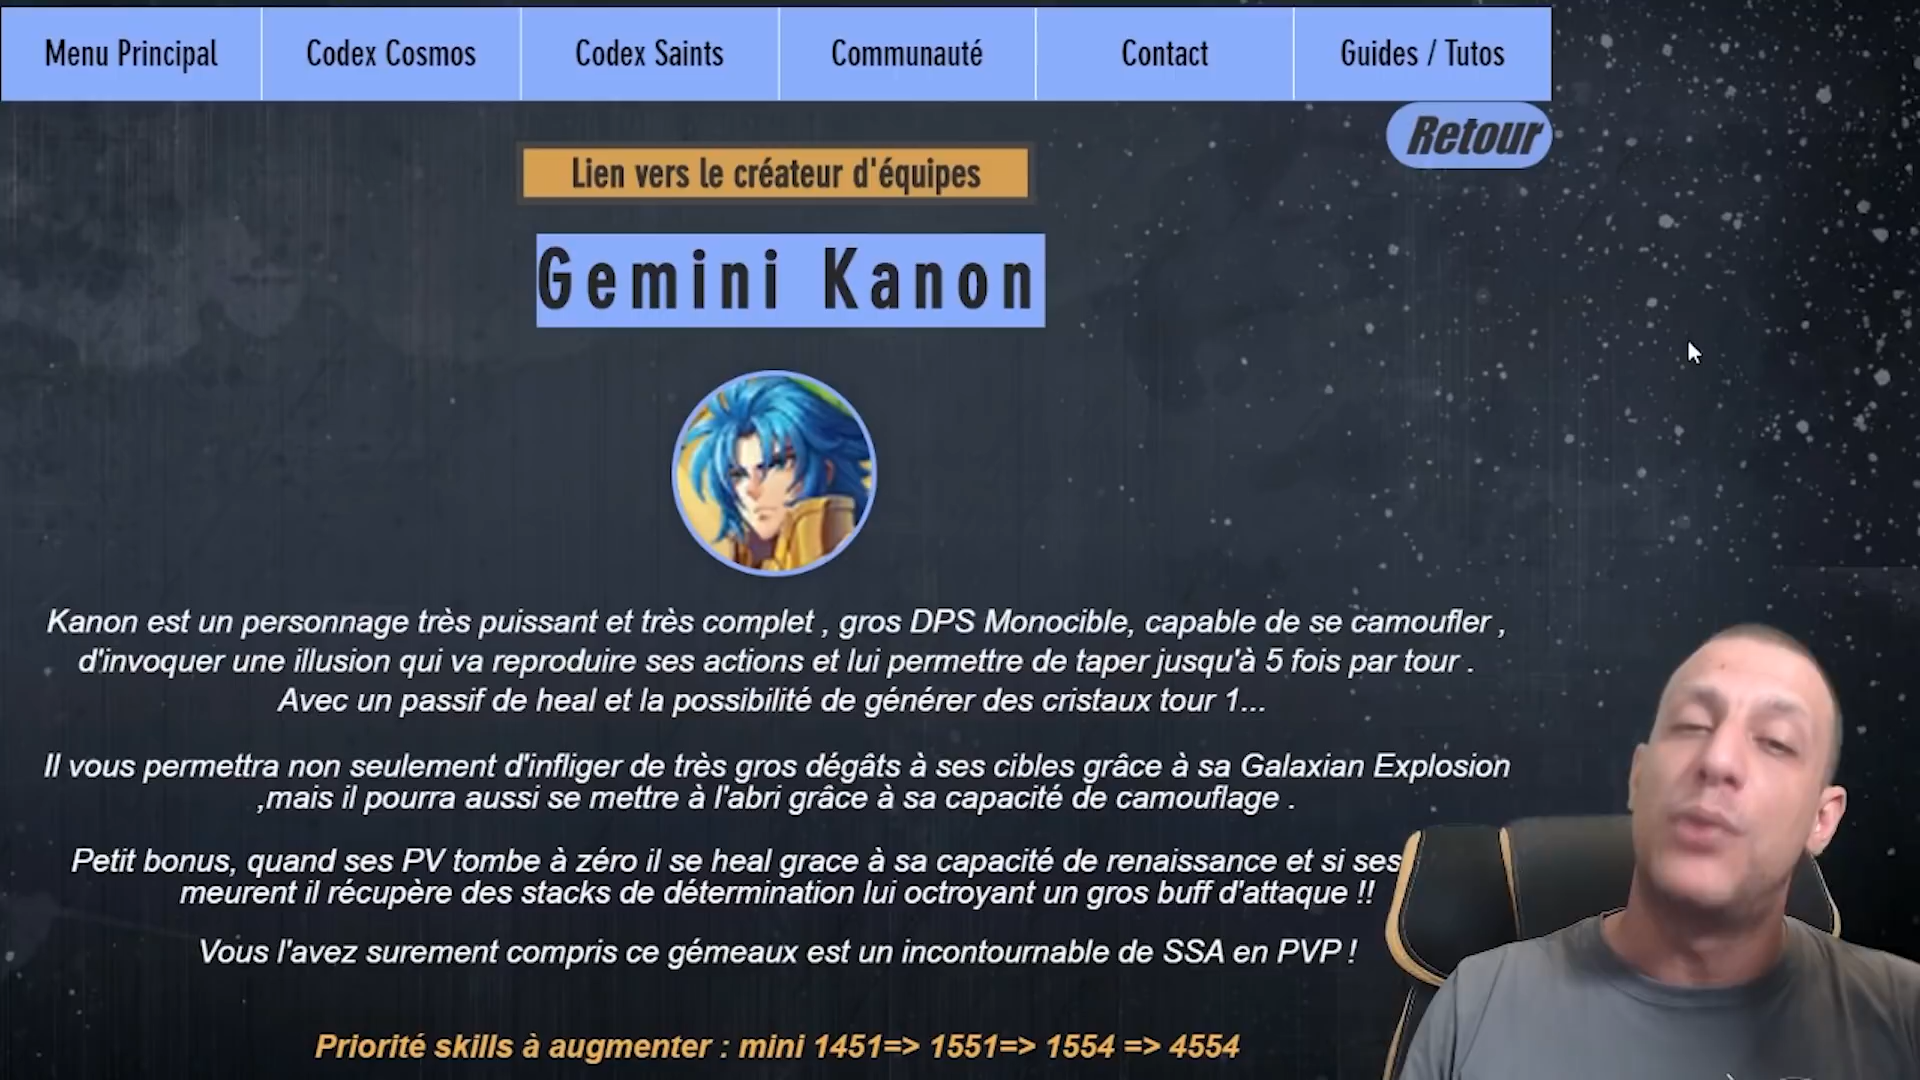 Menu Principal
Codex Cosmos
Codex Saints
Communauté
Contact
Guides / Tutos
Retour
Lien vers le créateur d'équipes
Gemini Kanon
Kanon est un personnage très puissant et très complet , gros DPS Monocible, capable de se camoufler ,
d'invoquer une illusion qui va reproduire ses actions et lui permettre de taper jusqu'à 5 fois par tour .
Avec un passif de heal et la possibilité de générer des cristaux tour 1...
Il vous permettra non seulement d'infliger de très gros dégâts à ses cibles grâce à sa Galaxian Explosion
,mais il pourra aussi se mettre à l'abri grâce à sa capacité de camouflage .
Petit bonus, quand ses PV tombe à zéro il se heal grace à sa capacité de renaissance et si ses
meurent il récupère des stacks de détermination lui octroyant un gros buff d'attaque !!
Vous l'avez surement compris ce gémeaux est un incontournable de SSA en PVP !
Priorité skills à augmenter : mini 1451=> 1551=> 1554 => 4554